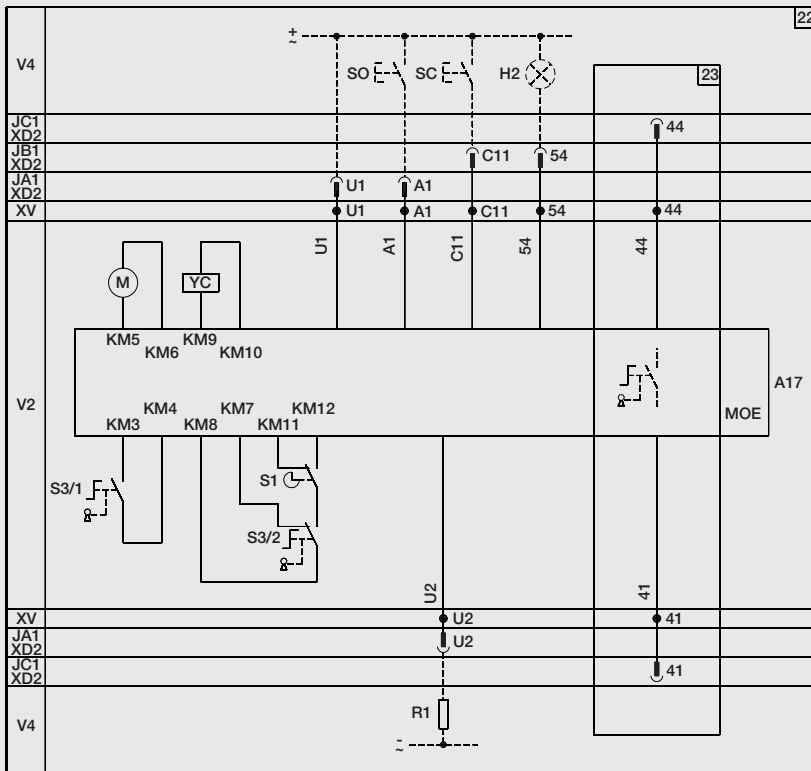 22
+
~
V4
SO
SC
H2
23
JC1
XD2
44
JB1
XD2
C11
54
JA1
XD2
U1
A1
XV
U1
A1
C11
54
44
U1
A1
C11
54
44
M
YC
KM5
KM6
KM9
KM10
V2
A17
MOE
KM3
KM4
KM8
KM7
KM11
KM12
S3/1
S1
S3/2
U2
41
XV
U2
41
JA1
XD2
U2
JC1
XD2
41
V4
R1
-
~